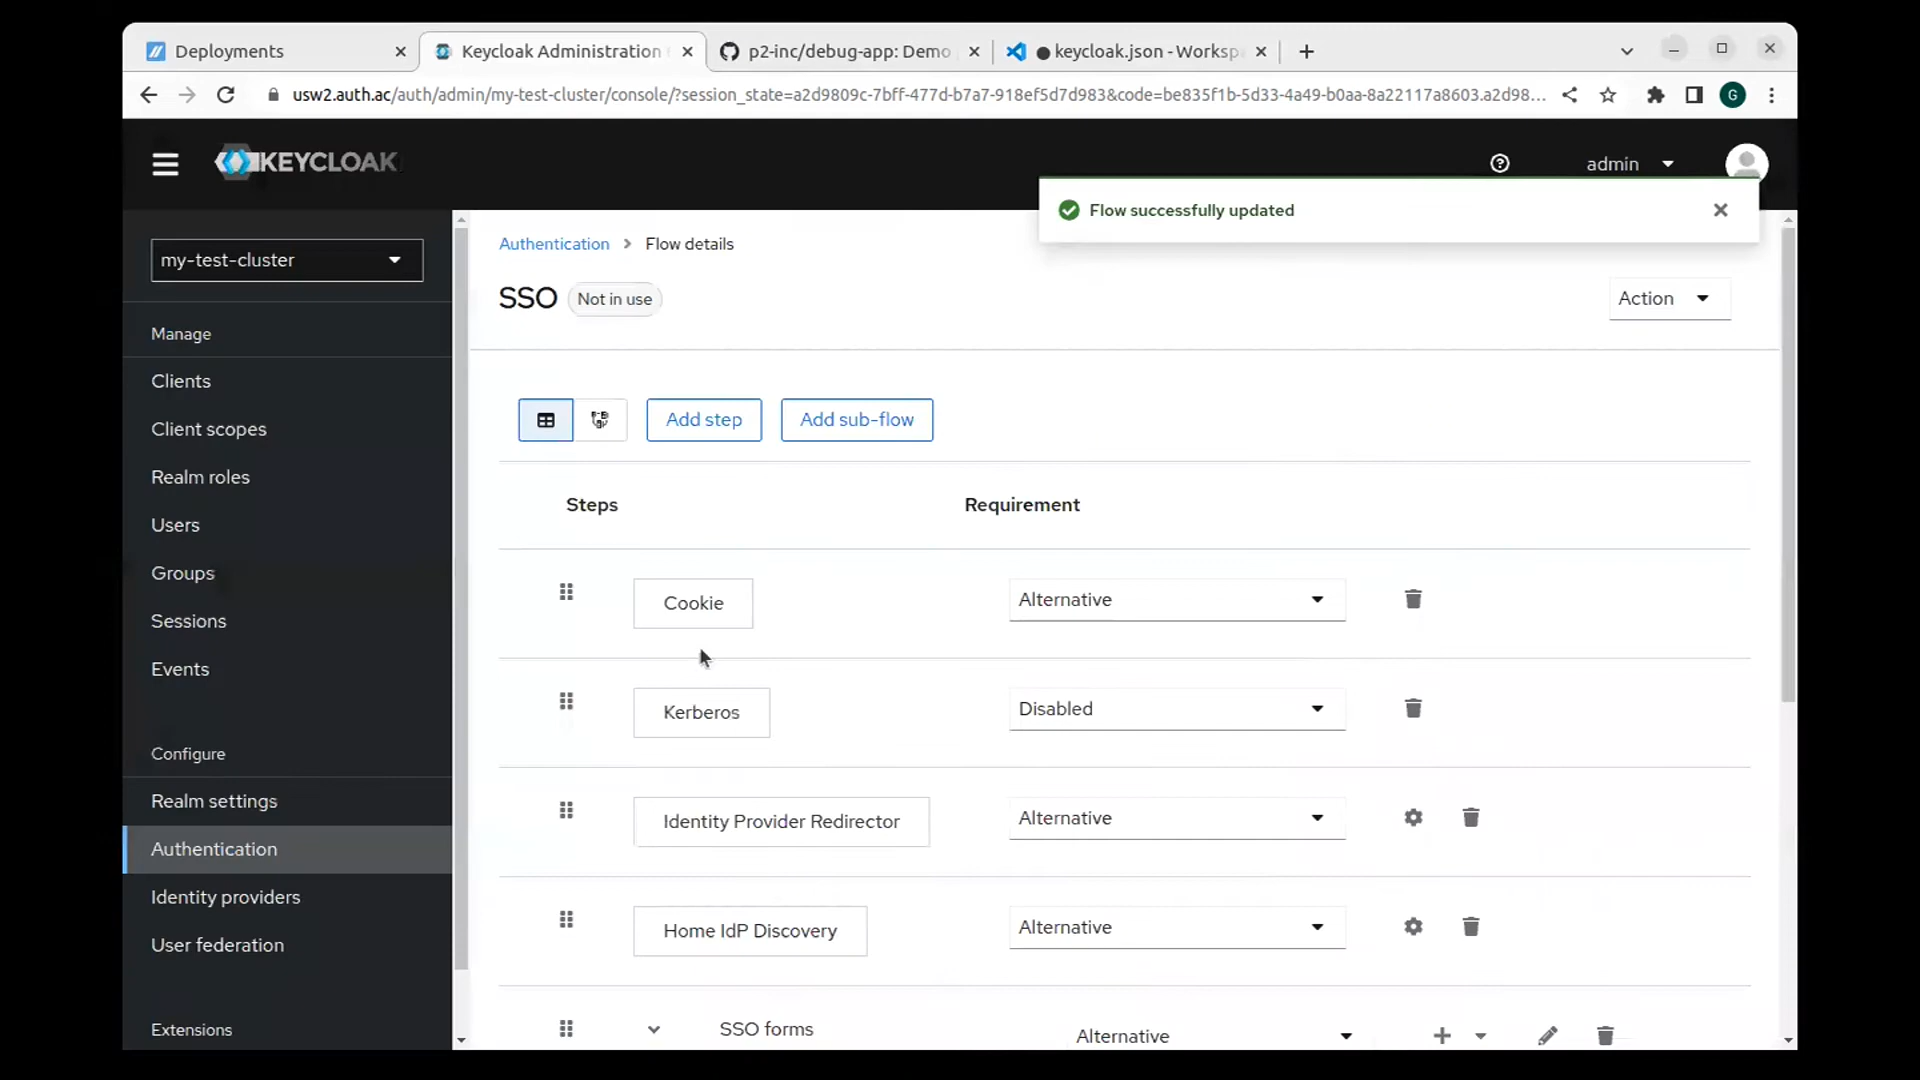 Deployments
Keycloak Administration
p2-inc/debug-app: Demo
keycloak.json - Worksp
usw2.auth.ac/auth/admin/my-test-cluster/console/?session_state=a2d9809c-7bff-477d-b7a7-918ef5d7d983&code=be835f1b-5d33-4a49-b0aa-8a22117a8603.a2d98...
G
KEYCLOAK
admin
Flow successfully updated
my-test-cluster
Authentication > Flow details
SSO Not in use
Action
Manage
Clients
Client scopes
Realm roles
Users
Groups
Sessions
Events
Configure
Realm settings
Authentication
Identity providers
User federation
Extensions
Add step
Add sub-flow
Steps Requirement
Cookie Alternative
Kerberos Disabled
Identity Provider Redirector Alternative
Home IdP Discovery Alternative
SSO forms Alternative